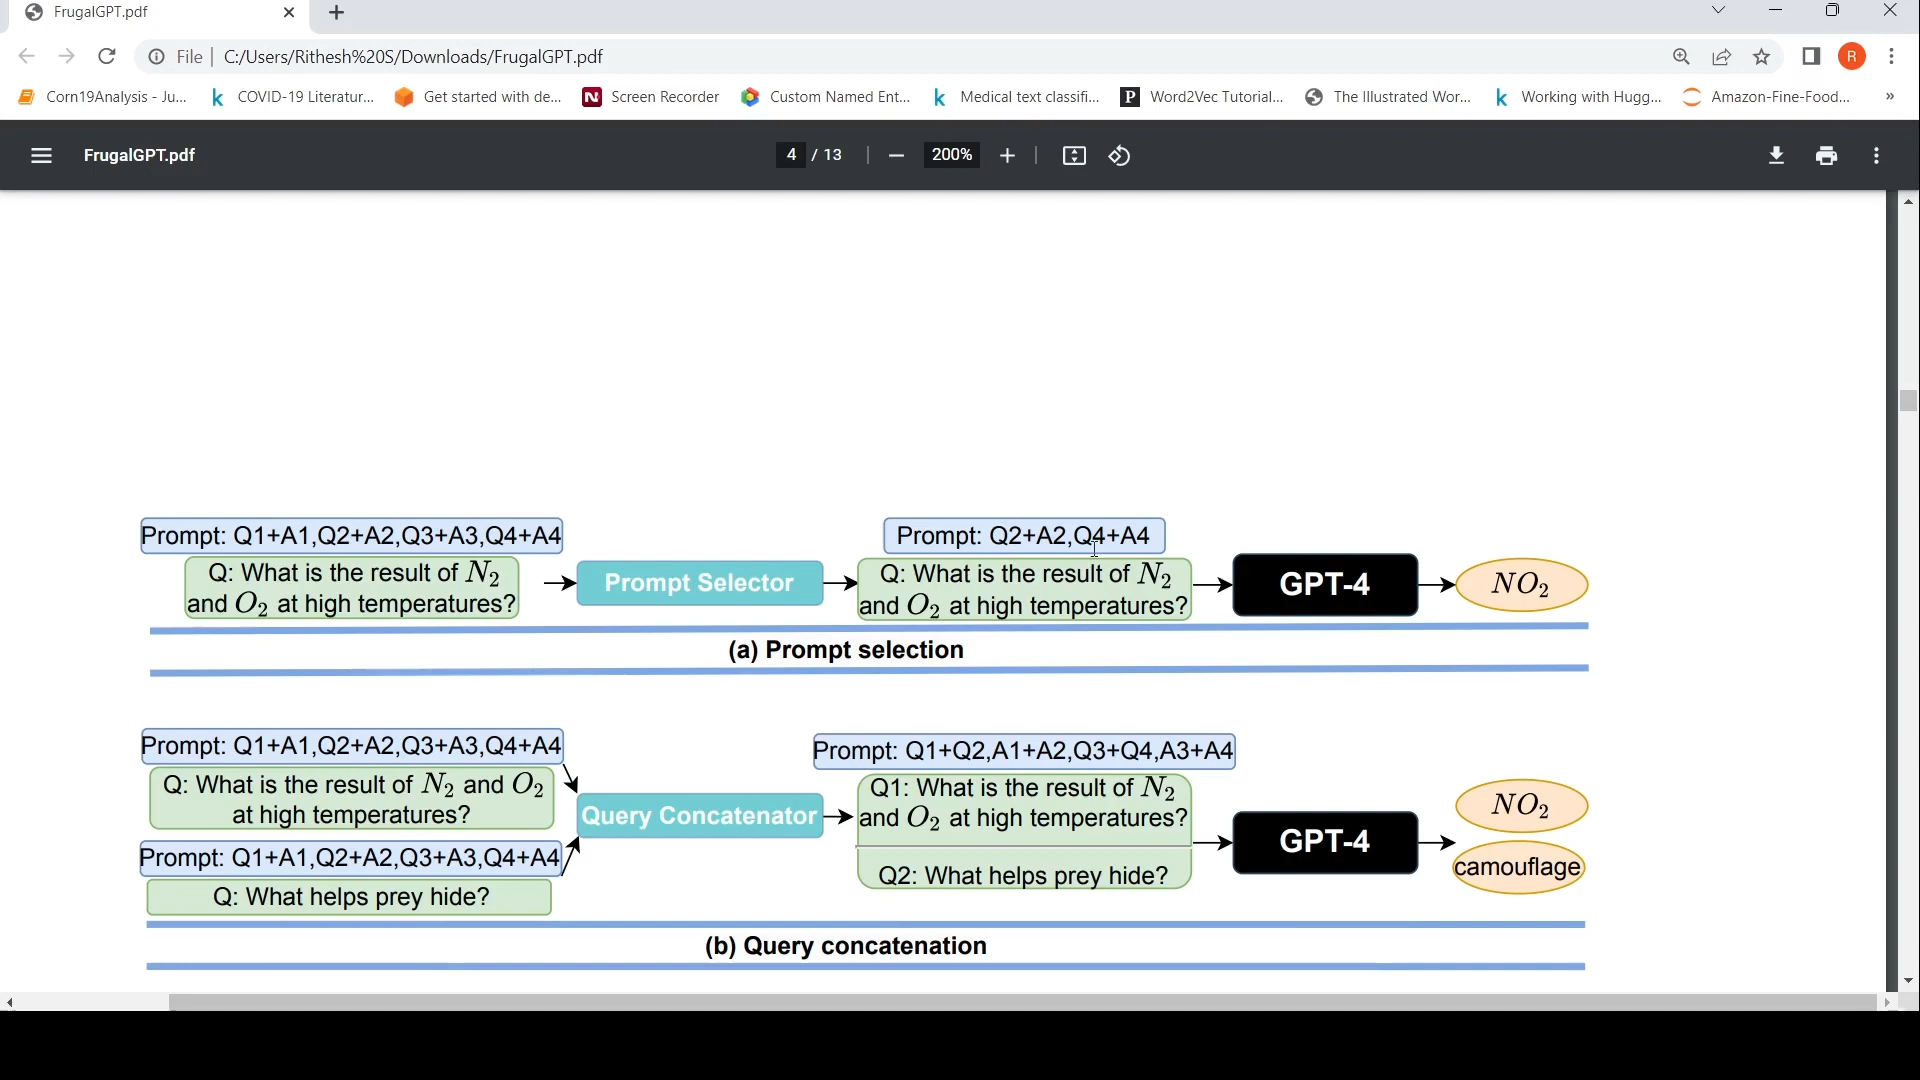 FrugalGPT.pdf
File | C:/Users/Rithesh%20S/Downloads/FrugalGPT.pdf
R
Corn19Analysis - Ju...
COVID-19 Literatur...
Get started with de...
N Screen Recorder
Custom Named Ent...
Medical text classifi...
P Word2Vec Tutorial...
The Illustrated Wor...
Working with Hugg...
Amazon-Fine-Food...
»
FrugalGPT.pdf
4 / 13
200%
Prompt: Q1+A1,Q2+A2,Q3+A3,Q4+A4
Q: What is the result of N₂
and O₂ at high temperatures?
Prompt Selector
Prompt: Q2+A2,Q4+A4
Q: What is the result of N₂
and O₂ at high temperatures?
GPT-4
NO₂
(a) Prompt selection
Prompt: Q1+A1,Q2+A2,Q3+A3,Q4+A4
Q: What is the result of N₂ and O₂
at high temperatures?
Prompt: Q1+A1,Q2+A2,Q3+A3,Q4+A4
Q: What helps prey hide?
Query Concatenator
Prompt: Q1+Q2,A1+A2,Q3+Q4,A3+A4
Q1: What is the result of N₂
and O₂ at high temperatures?
Q2: What helps prey hide?
GPT-4
NO₂
camouflage
(b) Query concatenation